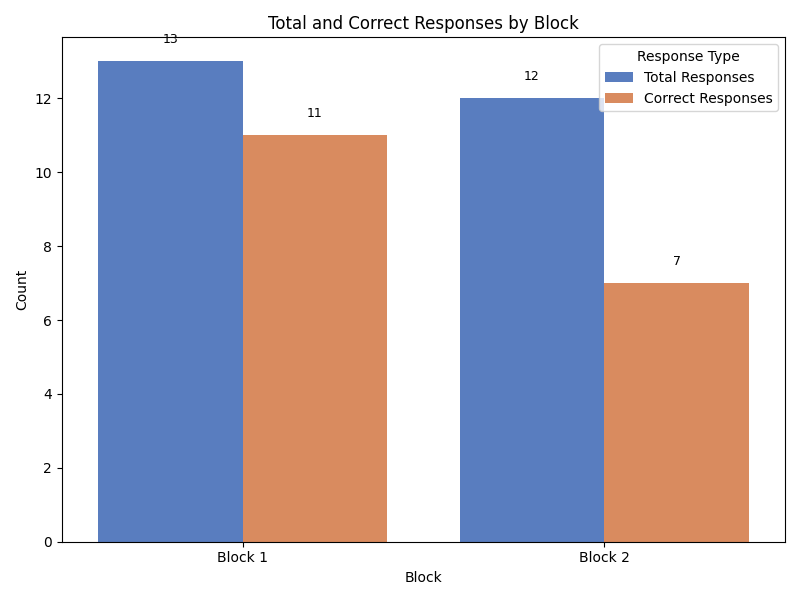 Total and Correct Responses by Block
13
11
12
7
Response Type
Total Responses
Correct Responses
12
10
8
6
4
2
0
Count
Block 1
Block 2
Block